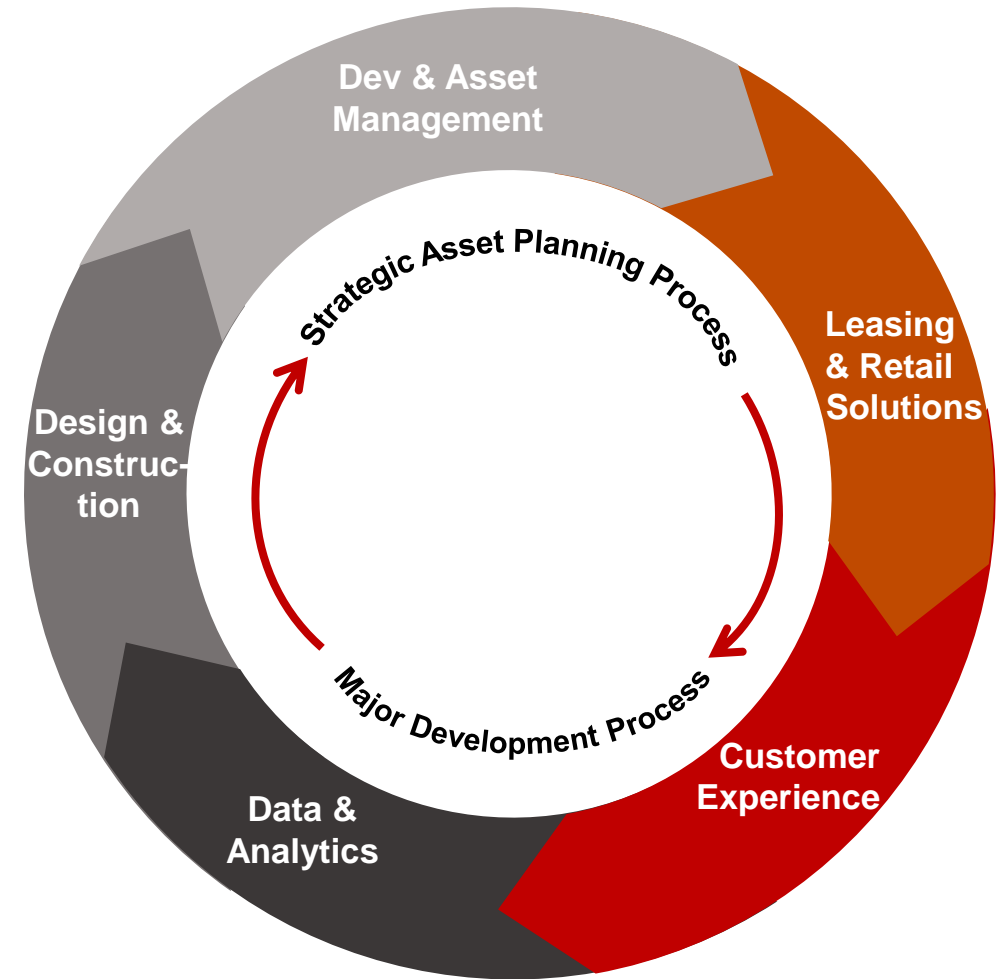 Dev & Asset
Management
Strategic Asset Planning Process
Leasing
& Retail
Solutions
Design &
Construc-
tion
Major Development Process
Customer
Experience
Data &
Analytics